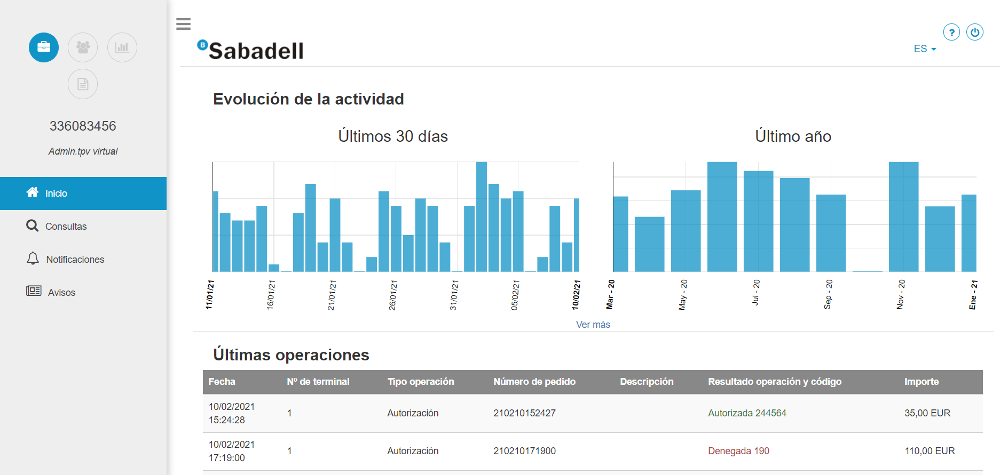 336083456
Admin.tpv virtual
Inicio
Consultas
Notificaciones
Avisos
B Sabadell
?
ES
Evolución de la actividad
Últimos 30 días
11/01/21
16/01/21
21/01/21
26/01/21
31/01/21
05/02/21
10/02/21
Último año
Mar - 20
May - 20
Jul - 20
Sep - 20
Nov - 20
Ene - 21
Ver más
Últimas operaciones
Fecha Nº de terminal Tipo operación Número de pedido Descripción Resultado operación y código Importe
10/02/2021 15:24:28 1 Autorización 210210152427 Autorizada 244564 35,00 EUR
10/02/2021 17:19:00 1 Autorización 210210171900 Denegada 190 110,00 EUR